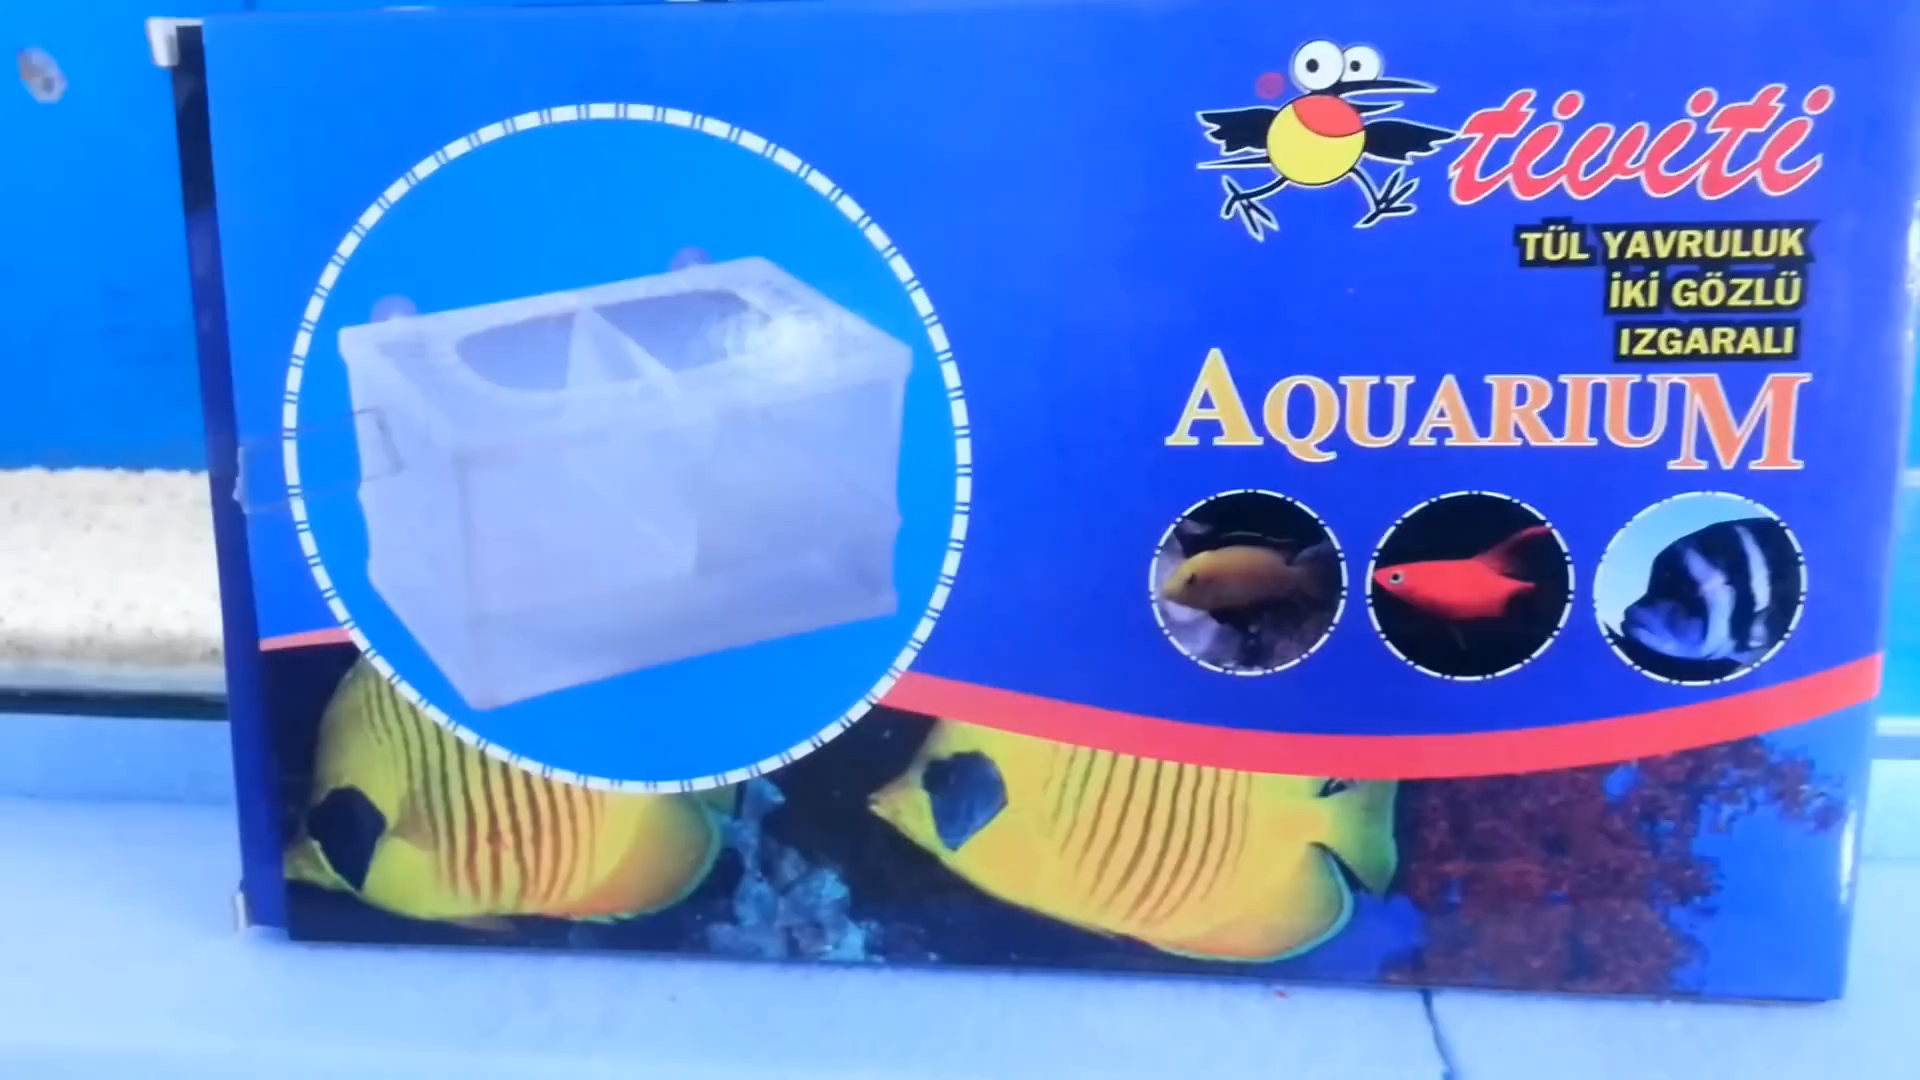 tiviti
TÜL YAVRULUK
İKİ GÖZLÜ
IZGARALI
AQUARIUM